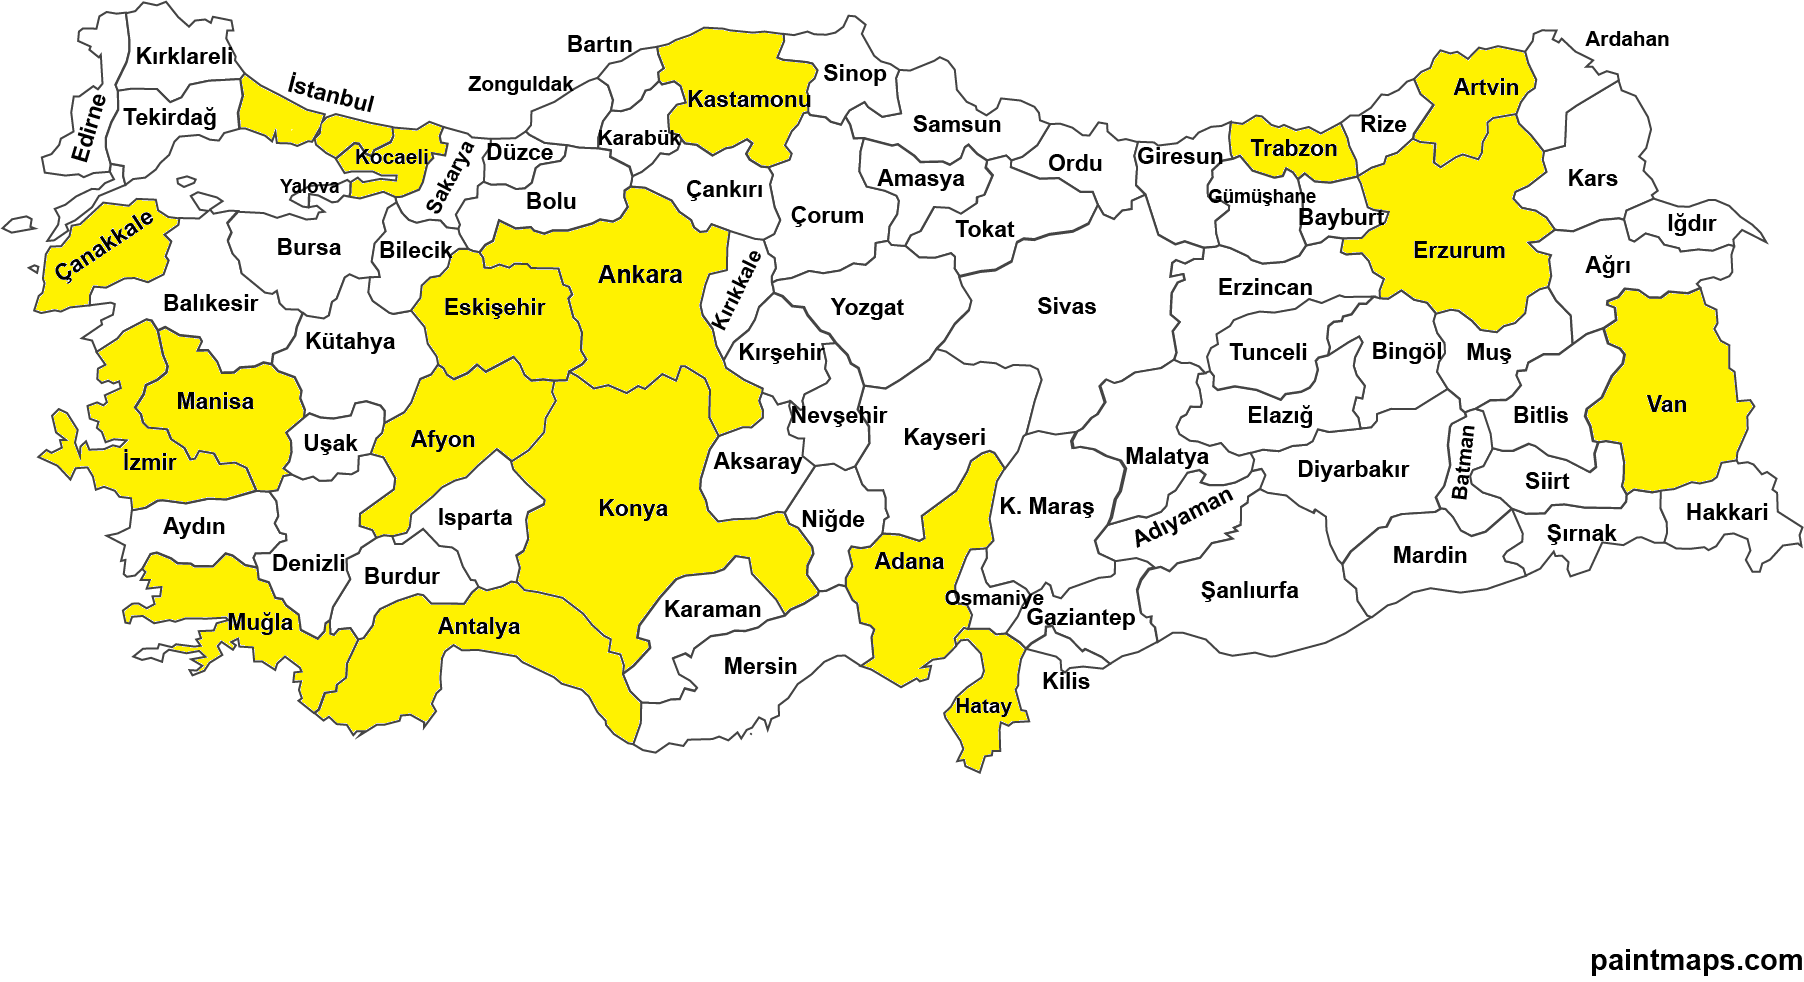 Ardahan
Bartın
Kırklareli
Sinop
Zonguldak
İstanbul
Artvin
Kastamonu
Tekirdağ
Edirne
Samsun
Rize
Karabük
Trabzon
Düzce
Kocaeli
Giresun
Ordu
Sakarya
Yalova
Amasya
Kars
Çankırı
Gümüşhane
Bolu
Çorum
Bayburt
Iğdır
Tokat
Çanakkale
Bursa
Bilecik
Erzurum
Ağrı
Ankara
Kırıkkale
Erzincan
Balıkesir
Eskişehir
Yozgat
Sivas
Kütahya
Kırşehir
Tunceli
Bingöl
Muş
Manisa
Van
Nevşehir
Elazığ
Bitlis
Uşak
Afyon
Kayseri
İzmir
Aksaray
Malatya
Batman
Diyarbakır
Siirt
Konya
K. Maraş
Isparta
Niğde
Adıyaman
Hakkari
Aydın
Şırnak
Mardin
Denizli
Adana
Burdur
Şanlıurfa
Osmaniye
Karaman
Gaziantep
Muğla
Antalya
Mersin
Kilis
Hatay
paintmaps.com